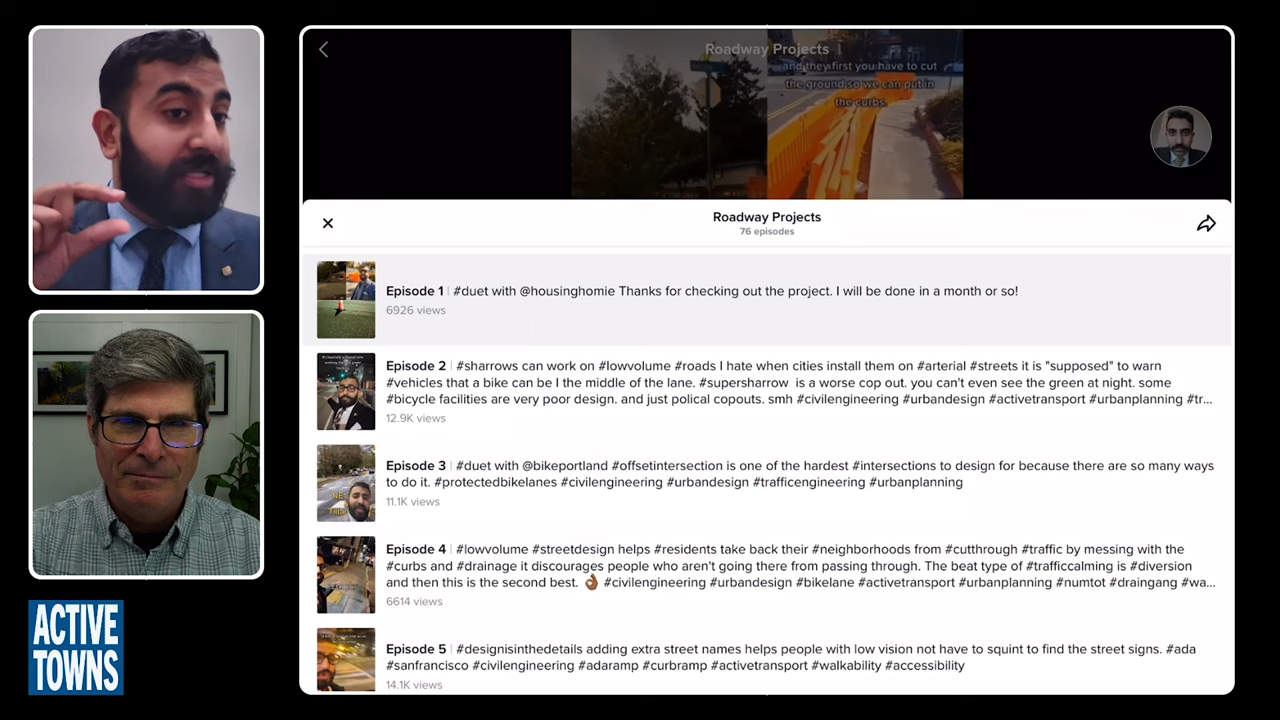 Roadway Projects
and they first you have to cut
the ground so we can put in
the curbs.
Roadway Projects
76 episodes
Episode 1 | #duet with @housinghomie Thanks for checking out the project. I will be done in a month or so!
6926 views
Episode 2 | #sharrows can work on #lowvolume #roads I hate when cities install them on #arterial #streets it is "supposed" to warn
#vehicles that a bike can be I the middle of the lane. #supersharrow is a worse cop out. you can't even see the green at night. some
#bicycle facilities are very poor design. and just polical copouts. smh #civilengineering #urbandesign #activetransport #urbanplanning #tr...
12.9K views
Episode 3 | #duet with @bikeportland #offsetintersection is one of the hardest #intersections to design for because there are so many ways
to do it. #protectedbikelanes #civilengineering #urbandesign #trafficengineering #urbanplanning
11.1K views
Episode 4 | #lowvolume #streetdesign helps #residents take back their #neighborhoods from #cutthrough #traffic by messing with the
#curbs and #drainage it discourages people who aren't going there from passing through. The beat type of #trafficcalming is #diversion
and then this is the second best. 👌🏾 #civilengineering #urbandesign #bikelane #activetransport #urbanplanning #numtot #draingang #wa...
6614 views
Episode 5 | #designisinthedetails adding extra street names helps people with low vision not have to squint to find the street signs. #ada
#sanfrancisco #civilengineering #adaramp #curbramp #activetransport #walkability #accessibility
14.1K views
ACTIVE
TOWNS